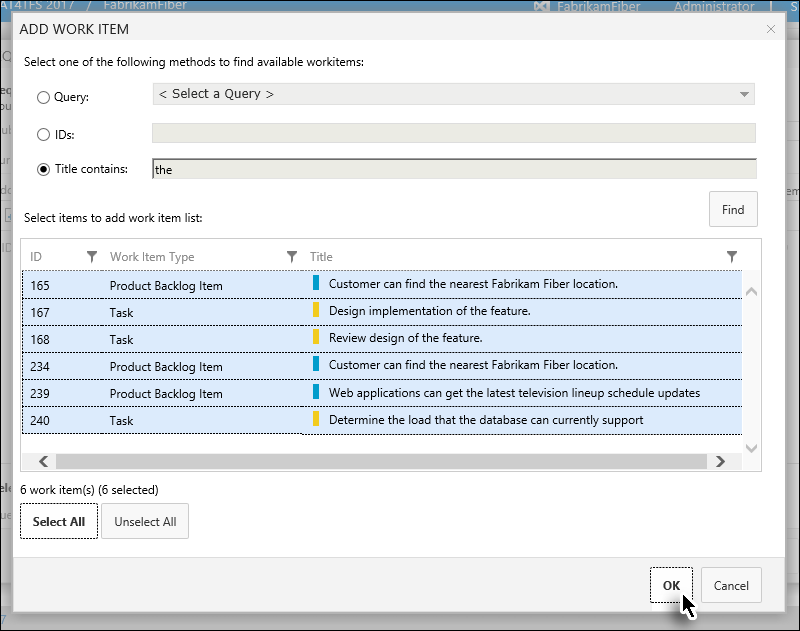 AT4TFS 2017 / FabrikamFiber FabrikamFiber Administrator
ADD WORK ITEM
Select one of the following methods to find available workitems:
Query: < Select a Query >
IDs:
Title contains: the
Find
Select items to add work item list:
ID Work Item Type Title
165 Product Backlog Item Customer can find the nearest Fabrikam Fiber location.
167 Task Design implementation of the feature.
168 Task Review design of the feature.
234 Product Backlog Item Customer can find the nearest Fabrikam Fiber location.
239 Product Backlog Item Web applications can get the latest television lineup schedule updates
240 Task Determine the load that the database can currently support
6 work item(s) (6 selected)
Select All Unselect All
OK Cancel